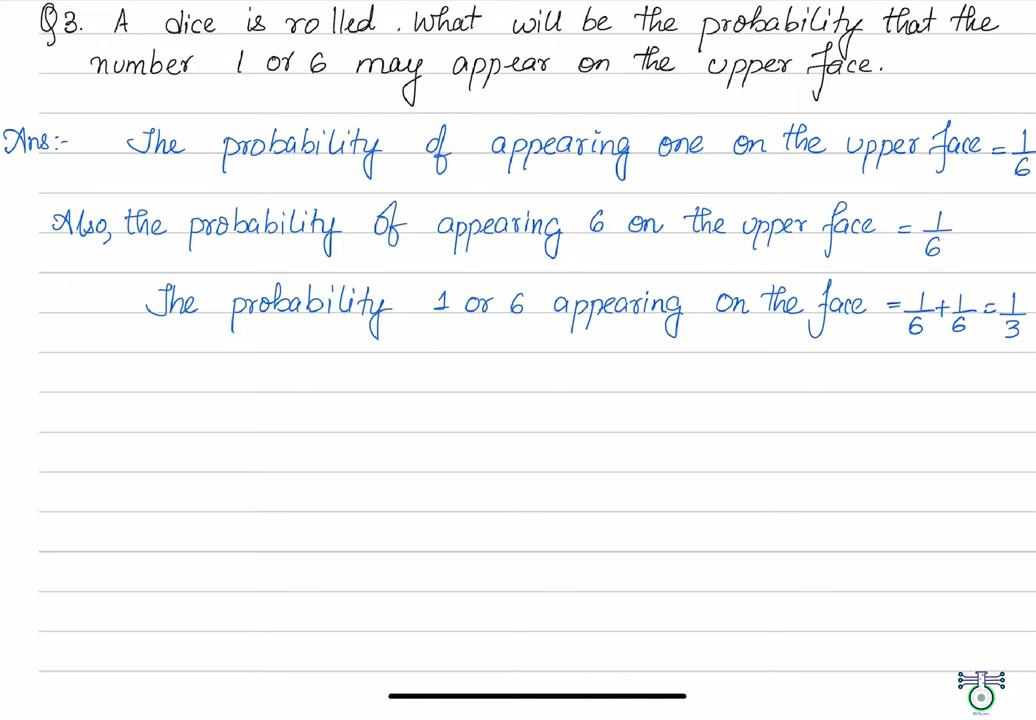 Q3. A dice is rolled. What will be the probability that the
number 1 or 6 may appear on the upper face.
Ans:- The probability of appearing one on the upper face = 1/6
Also, the probability of appearing 6 on the upper face = 1/6
The probability 1 or 6 appearing on the face = 1/6 + 1/6 = 1/3